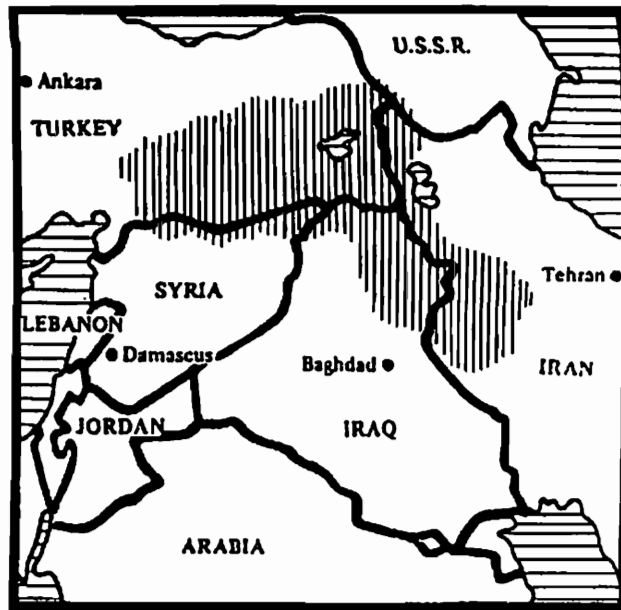 U.S.S.R.
Ankara
TURKEY
Tehran
SYRIA
LEBANON
Damascus
Baghdad
IRAN
JORDAN
IRAQ
ARABIA